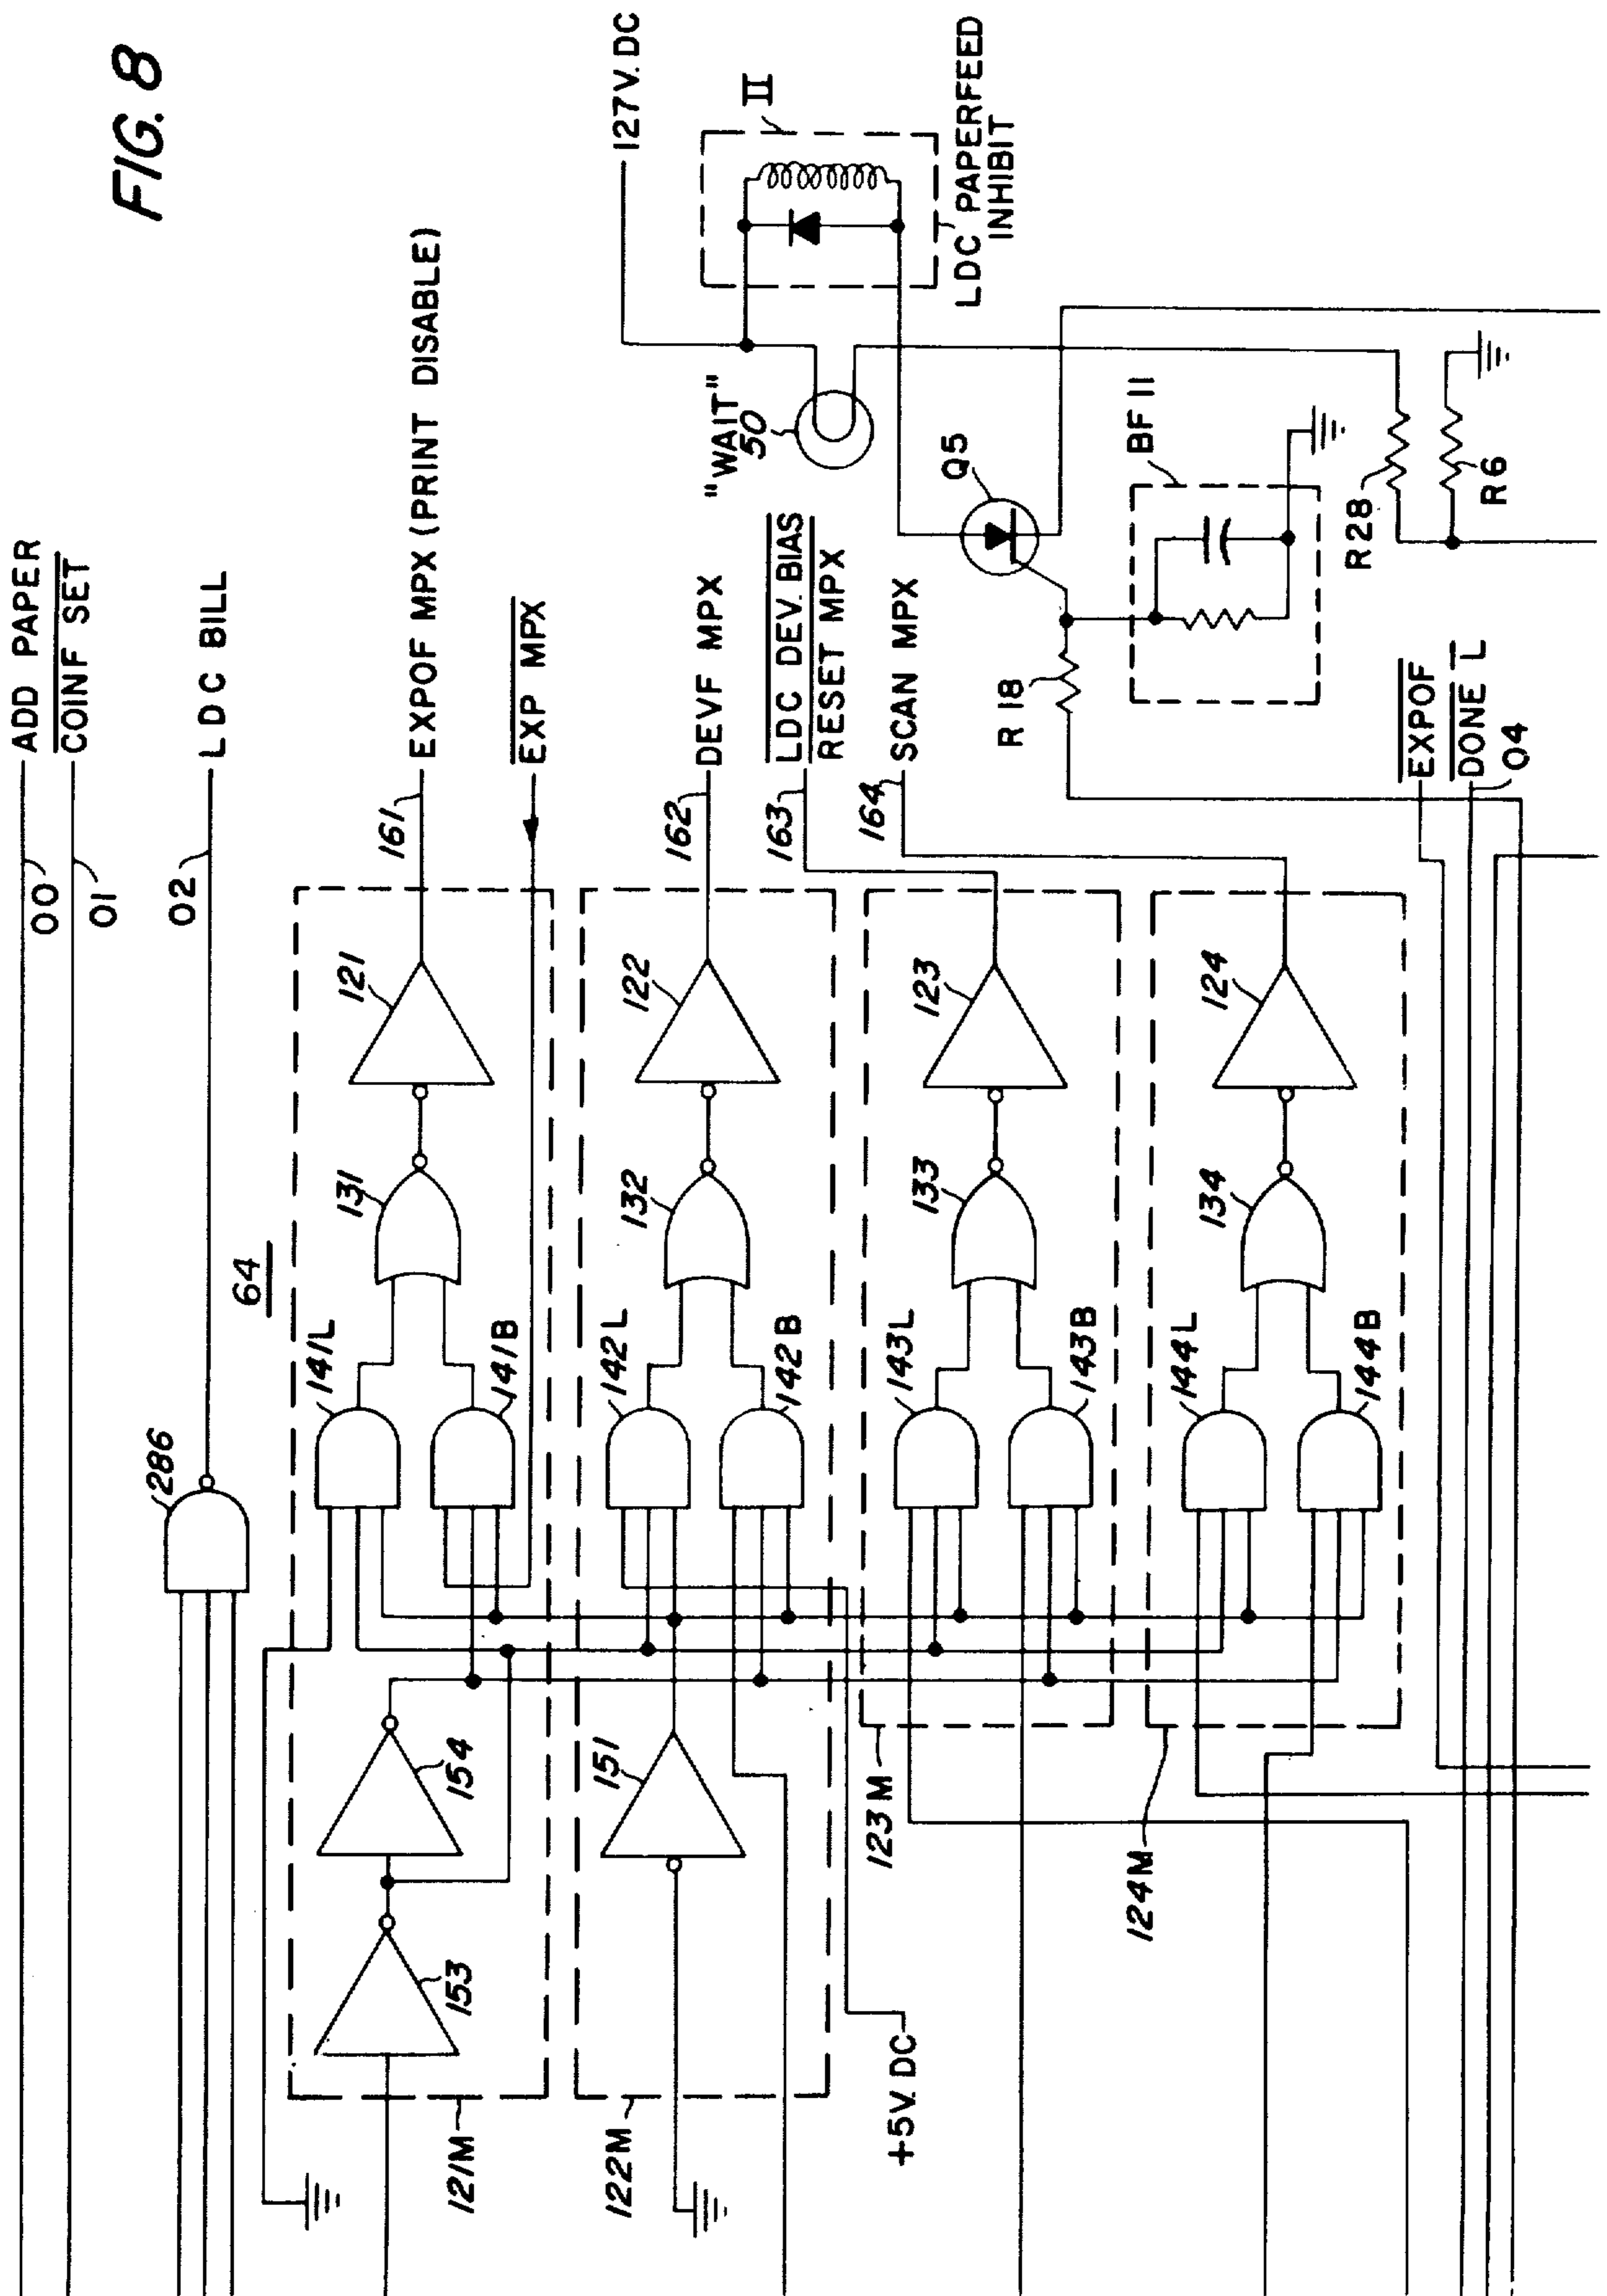 FIG. 8
ADD PAPER
COINF SET
00
01
LDC BILL
02
286
64
EXPOF MPX (PRINT DISABLE)
161
EXP MPX
121
131
141L
141B
154
153
121M
DEVF MPX
162
122
132
142L
142B
151
122M
+5V. DC
LDC DEV. BIAS
RESET MPX
163
123
133
143L
143B
123M
SCAN MPX
164
124
134
144L
144B
124M
127V. DC
II
LDC PAPERFEED
INHIBIT
"WAIT"
50
Q5
BF 11
R 18
R28
R6
EXPOF
DONE L
04